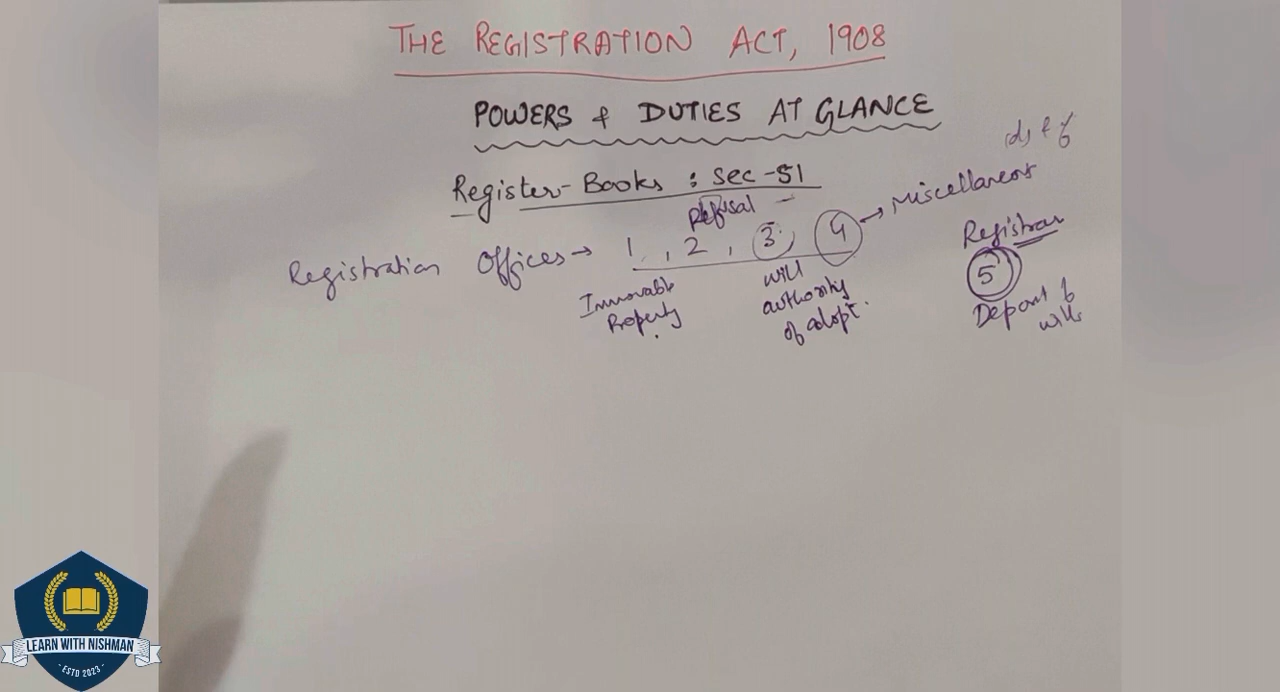 THE REGISTRATION ACT, 1908
POWERS & DUTIES AT GLANCE
Register-Books : Sec-51
Refusal
Miscellaneous
Registration Offices → 1, 2, 3, 4 →
Registrar
5
Immovable
Property
will
authority
of adopt.
Deposit of
wills
LEARN WITH NISHMAN
- ESTD 2023 -